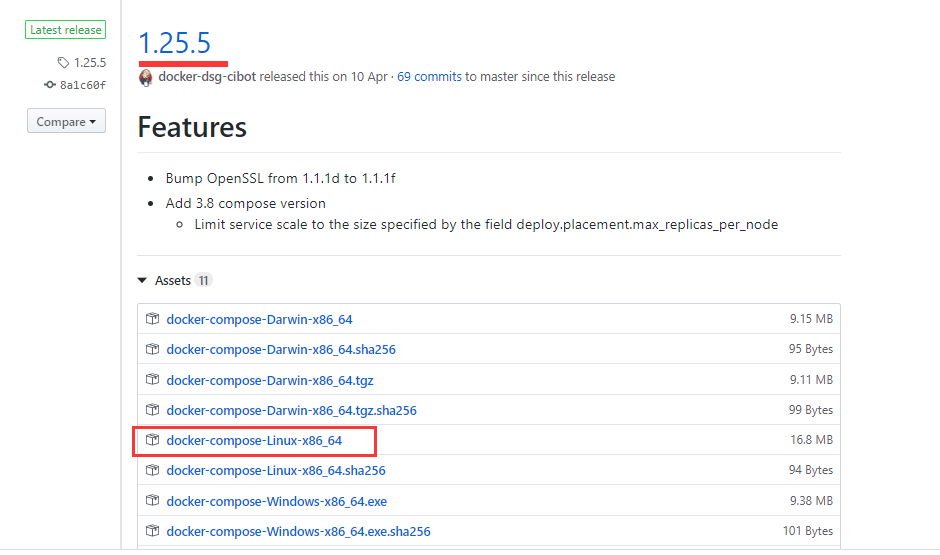 Latest release
1.25.5
8a1c60f
Compare
1.25.5
docker-dsg-cibot released this on 10 Apr · 69 commits to master since this release
Features
Bump OpenSSL from 1.1.1d to 1.1.1f
Add 3.8 compose version
Limit service scale to the size specified by the field deploy.placement.max_replicas_per_node
Assets 11
docker-compose-Darwin-x86_64 9.15 MB
docker-compose-Darwin-x86_64.sha256 95 Bytes
docker-compose-Darwin-x86_64.tgz 9.11 MB
docker-compose-Darwin-x86_64.tgz.sha256 99 Bytes
docker-compose-Linux-x86_64 16.8 MB
docker-compose-Linux-x86_64.sha256 94 Bytes
docker-compose-Windows-x86_64.exe 9.38 MB
docker-compose-Windows-x86_64.exe.sha256 101 Bytes